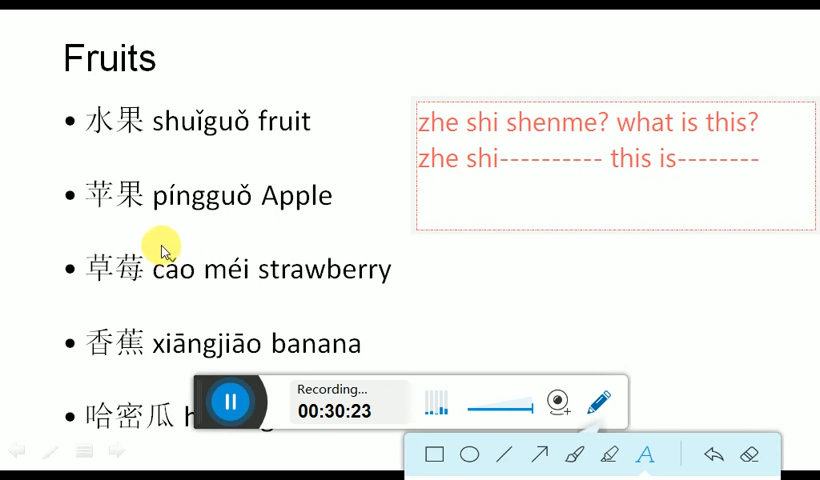 Fruits
• 水果 shuǐguǒ fruit
• 苹果 píngguǒ Apple
• 草莓 cǎo méi strawberry
• 香蕉 xiāngjiāo banana
• 哈密瓜
zhe shi shenme? what is this?
zhe shi---------- this is--------
Recording...
00:30:23
A